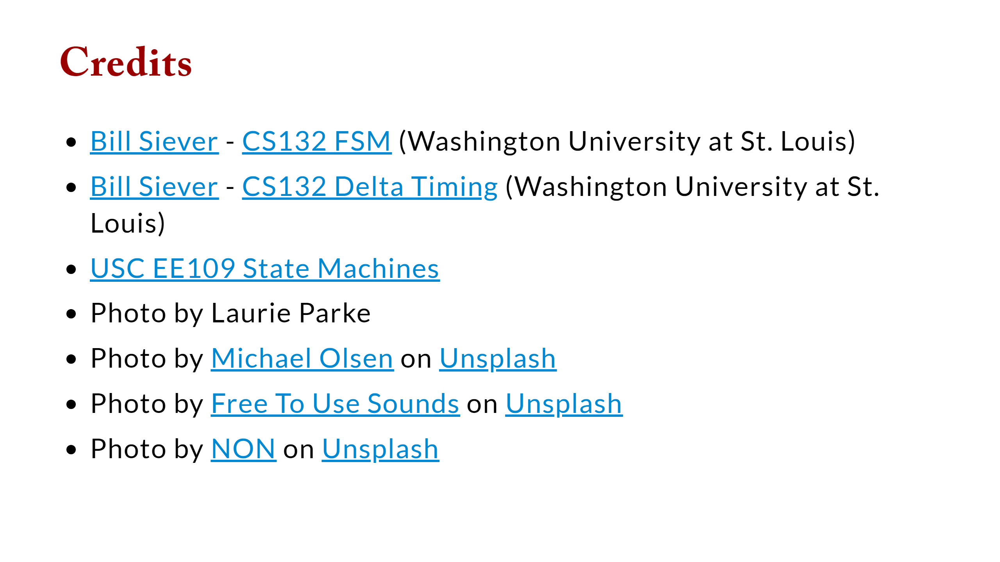 Credits
Bill Siever - CS132 FSM (Washington University at St. Louis)
Bill Siever - CS132 Delta Timing (Washington University at St.
Louis)
USC EE109 State Machines
Photo by Laurie Parke
Photo by Michael Olsen on Unsplash
Photo by Free To Use Sounds on Unsplash
Photo by NON on Unsplash